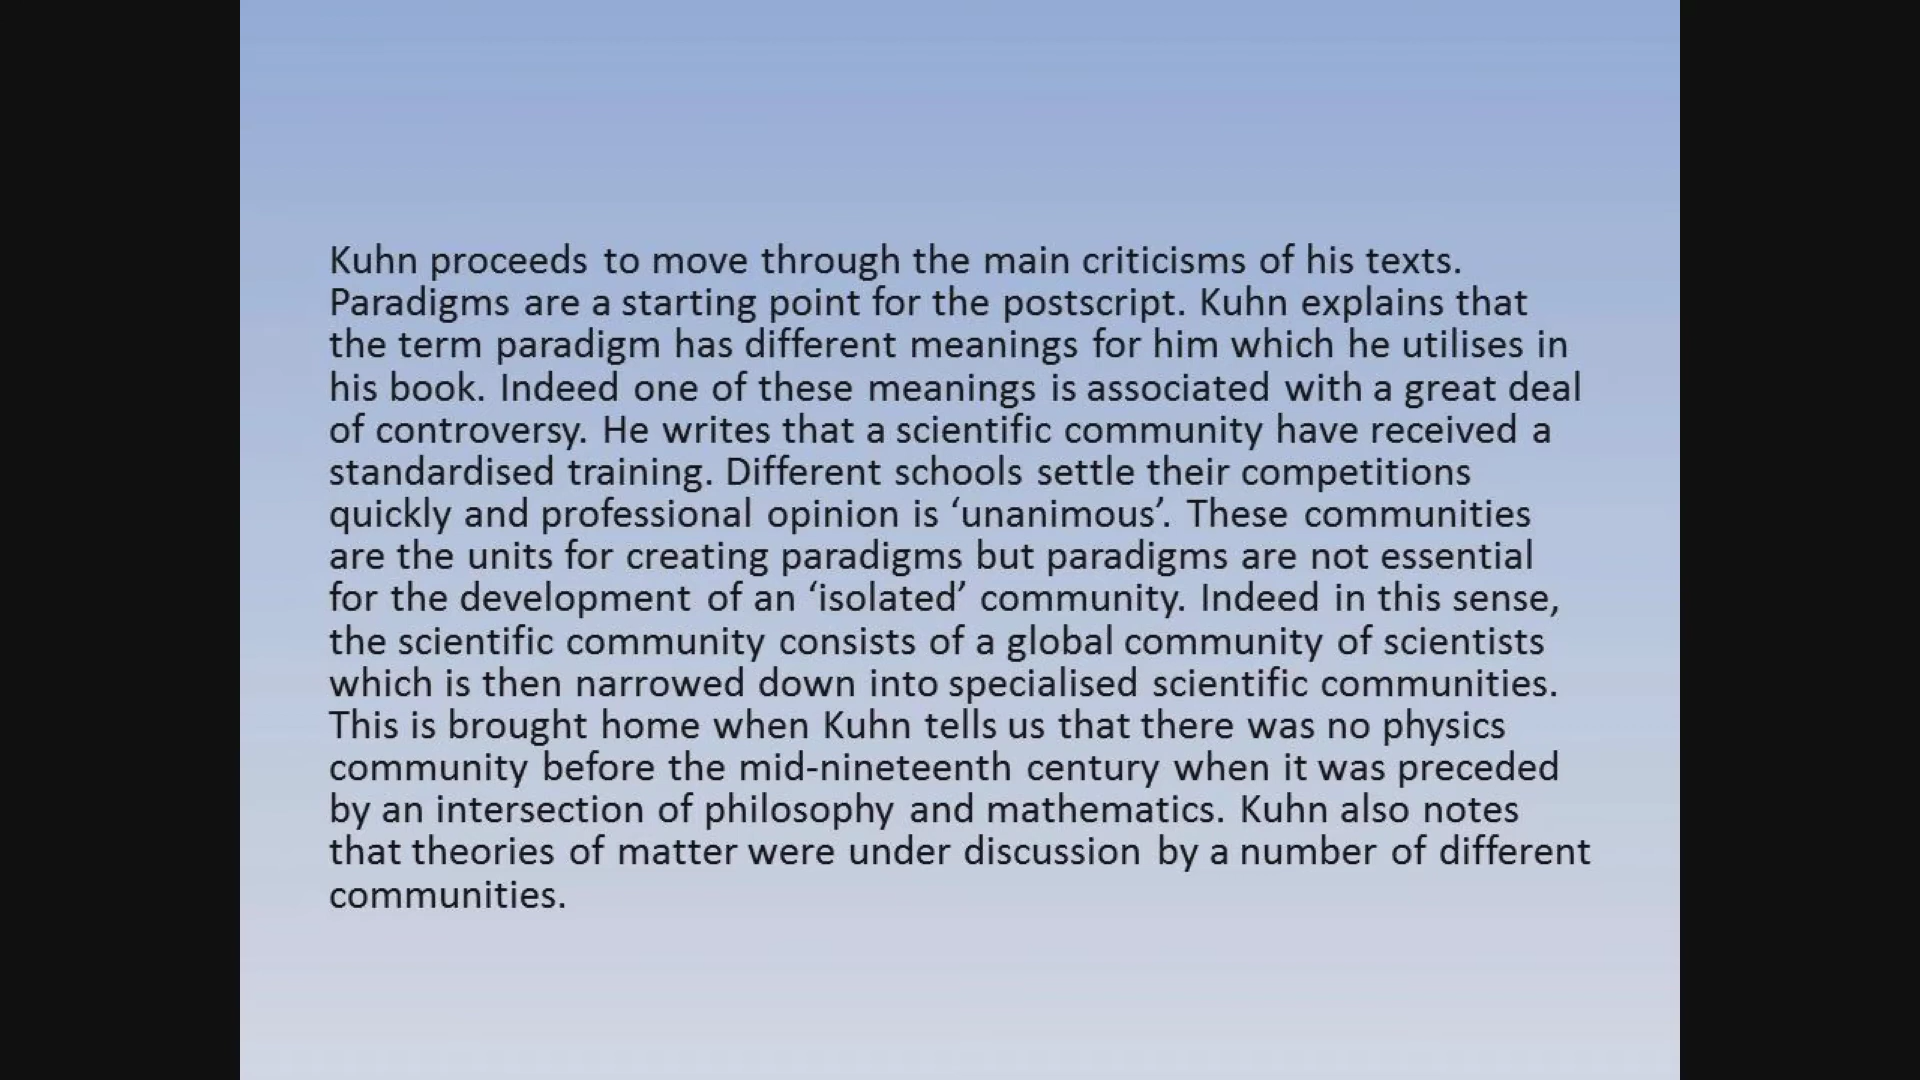 Kuhn proceeds to move through the main criticisms of his texts.
Paradigms are a starting point for the postscript. Kuhn explains that
the term paradigm has different meanings for him which he utilises in
his book. Indeed one of these meanings is associated with a great deal
of controversy. He writes that a scientific community have received a
standardised training. Different schools settle their competitions
quickly and professional opinion is ‘unanimous’. These communities
are the units for creating paradigms but paradigms are not essential
for the development of an ‘isolated’ community. Indeed in this sense,
the scientific community consists of a global community of scientists
which is then narrowed down into specialised scientific communities.
This is brought home when Kuhn tells us that there was no physics
community before the mid-nineteenth century when it was preceded
by an intersection of philosophy and mathematics. Kuhn also notes
that theories of matter were under discussion by a number of different
communities.